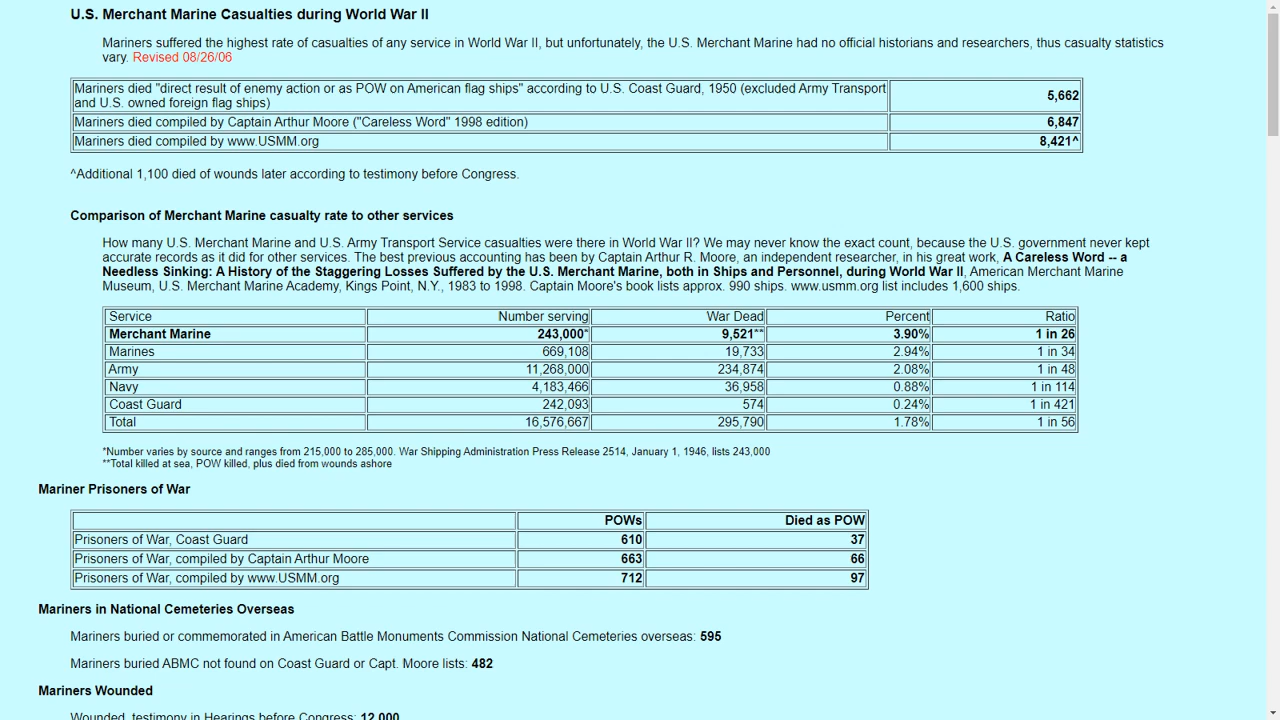 U.S. Merchant Marine Casualties during World War II
Mariners suffered the highest rate of casualties of any service in World War II, but unfortunately, the U.S. Merchant Marine had no official historians and researchers, thus casualty statistics
vary. Revised 08/26/06
Mariners died "direct result of enemy action or as POW on American flag ships" according to U.S. Coast Guard, 1950 (excluded Army Transport
and U.S. owned foreign flag ships) 5,662
Mariners died compiled by Captain Arthur Moore ("Careless Word" 1998 edition) 6,847
Mariners died compiled by www.USMM.org 8,421^
^Additional 1,100 died of wounds later according to testimony before Congress.
Comparison of Merchant Marine casualty rate to other services
How many U.S. Merchant Marine and U.S. Army Transport Service casualties were there in World War II? We may never know the exact count, because the U.S. government never kept
accurate records as it did for other services. The best previous accounting has been by Captain Arthur R. Moore, an independent researcher, in his great work, A Careless Word -- a
Needless Sinking: A History of the Staggering Losses Suffered by the U.S. Merchant Marine, both in Ships and Personnel, during World War II, American Merchant Marine
Museum, U.S. Merchant Marine Academy, Kings Point, N.Y., 1983 to 1998. Captain Moore's book lists approx. 990 ships. www.usmm.org list includes 1,600 ships.
Service Number serving War Dead Percent Ratio
Merchant Marine 243,000* 9,521** 3.90% 1 in 26
Marines 669,108 19,733 2.94% 1 in 34
Army 11,268,000 234,874 2.08% 1 in 48
Navy 4,183,466 36,958 0.88% 1 in 114
Coast Guard 242,093 574 0.24% 1 in 421
Total 16,576,667 295,790 1.78% 1 in 56
*Number varies by source and ranges from 215,000 to 285,000. War Shipping Administration Press Release 2514, January 1, 1946, lists 243,000
**Total killed at sea, POW killed, plus died from wounds ashore
Mariner Prisoners of War
POWs Died as POW
Prisoners of War, Coast Guard 610 37
Prisoners of War, compiled by Captain Arthur Moore 663 66
Prisoners of War, compiled by www.USMM.org 712 97
Mariners in National Cemeteries Overseas
Mariners buried or commemorated in American Battle Monuments Commission National Cemeteries overseas: 595
Mariners buried ABMC not found on Coast Guard or Capt. Moore lists: 482
Mariners Wounded
Wounded, testimony in Hearings before Congress: 12,000